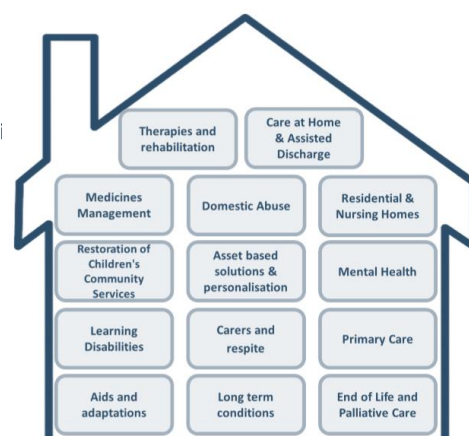 i
Therapies and
rehabilitation
Care at Home
& Assisted
Discharge
Medicines
Management
Domestic Abuse
Residential &
Nursing Homes
Restoration of
Children's
Community
Services
Asset based
solutions &
personalisation
Mental Health
Learning
Disabilities
Carers and
respite
Primary Care
Aids and
adaptations
Long term
conditions
End of Life and
Palliative Care